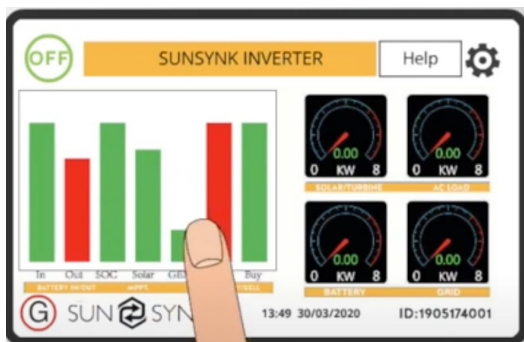 OFF SUNSYNK INVERTER Help
0.00 0.00
0 KW 8 0 KW 8
SOLAR/TURBINE AC LOAD
0.00 0.00
0 KW 8 0 KW 8
BATTERY GRID
In Out SOC Solar Buy
BATTERY IN/OUT MPPT
G SUN SYN 13:49 30/03/2020 ID:1905174001